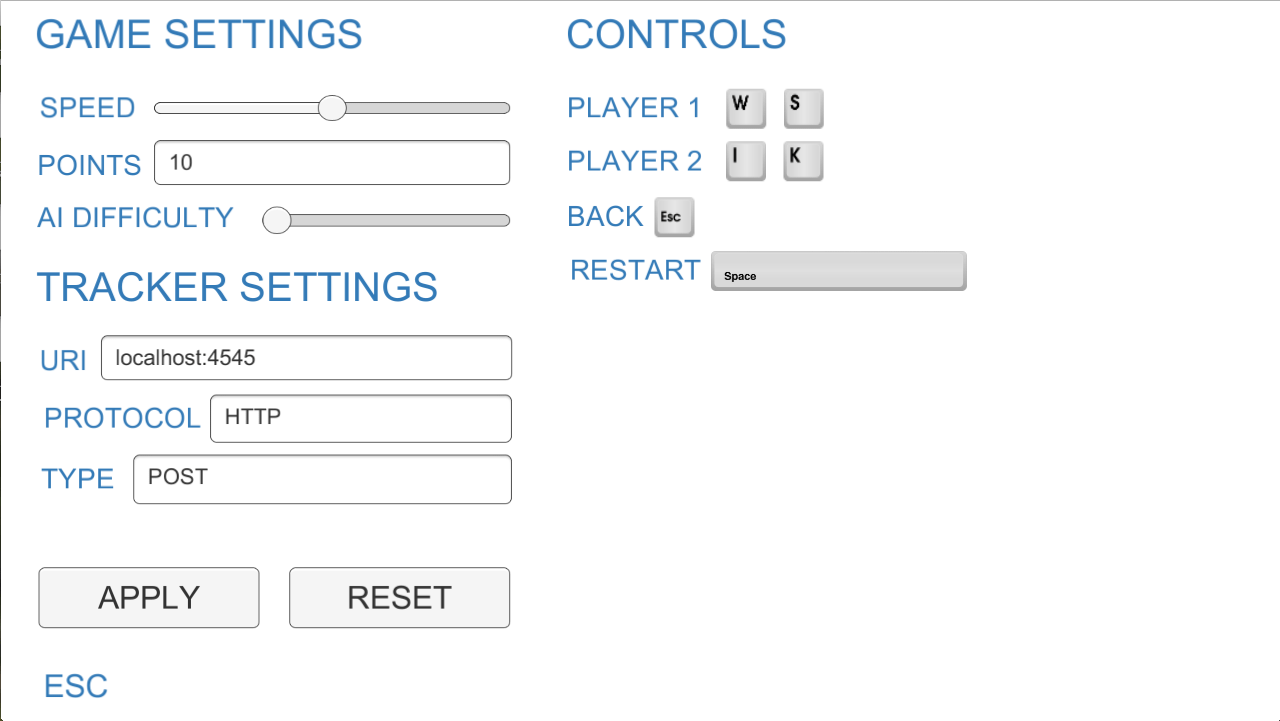 GAME SETTINGS
SPEED
POINTS 10
AI DIFFICULTY
TRACKER SETTINGS
URI localhost:4545
PROTOCOL HTTP
TYPE POST
APPLY RESET
ESC
CONTROLS
PLAYER 1 W S
PLAYER 2 I K
BACK Esc
RESTART Space